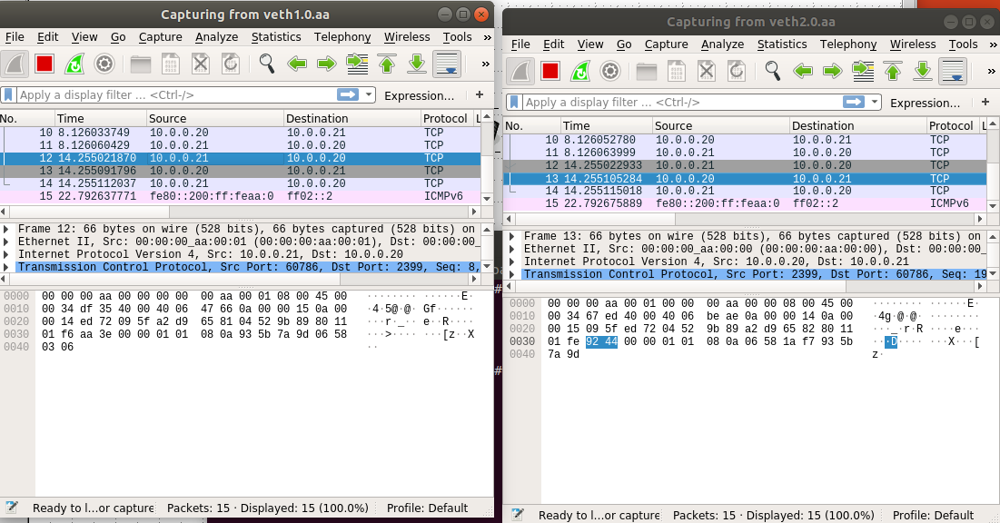 Capturing from veth1.0.aa
File Edit View Go Capture Analyze Statistics Telephony Wireless Tools »
»
Apply a display filter ... <Ctrl-/> Expression... +
No. Time Source Destination Protocol L
10 8.126033749 10.0.0.20 10.0.0.21 TCP
11 8.126060429 10.0.0.21 10.0.0.20 TCP
12 14.255021870 10.0.0.21 10.0.0.20 TCP
13 14.255091796 10.0.0.20 10.0.0.21 TCP
14 14.255112037 10.0.0.21 10.0.0.20 TCP
15 22.792637771 fe80::200:ff:feaa:0 ff02::2 ICMPv6
Frame 12: 66 bytes on wire (528 bits), 66 bytes captured (528 bits) on
Ethernet II, Src: 00:00:00_aa:00:01 (00:00:00:aa:00:01), Dst: 00:00:00_
Internet Protocol Version 4, Src: 10.0.0.21, Dst: 10.0.0.20
Transmission Control Protocol, Src Port: 60786, Dst Port: 2399, Seq: 8,
0000 00 00 00 aa 00 00 00 00 00 aa 00 01 08 00 45 00 ········ ······E·
0010 00 34 df 35 40 00 40 06 47 66 0a 00 00 15 0a 00 ·4·5@·@· Gf······
0020 00 14 ed 72 09 5f a2 d9 65 81 04 52 9b 89 80 11 ···r·_·· e··R····
0030 01 f6 aa 3e 00 00 01 01 08 0a 93 5b 7a 9d 06 58 ···>···· ···[z··X
0040 03 06 ··
Ready to l...or capture Packets: 15 · Displayed: 15 (100.0%) Profile: Default
Capturing from veth2.0.aa
File Edit View Go Capture Analyze Statistics Telephony Wireless Tools »
»
Apply a display filter ... <Ctrl-/> Expression... +
No. Time Source Destination Protocol L
10 8.126052780 10.0.0.20 10.0.0.21 TCP
11 8.126063999 10.0.0.21 10.0.0.20 TCP
12 14.255022933 10.0.0.21 10.0.0.20 TCP
13 14.255105284 10.0.0.20 10.0.0.21 TCP
14 14.255115018 10.0.0.21 10.0.0.20 TCP
15 22.792675889 fe80::200:ff:feaa:0 ff02::2 ICMPv6
Frame 13: 66 bytes on wire (528 bits), 66 bytes captured (528 bits) on
Ethernet II, Src: 00:00:00_aa:00:00 (00:00:00:aa:00:00), Dst: 00:00:00_
Internet Protocol Version 4, Src: 10.0.0.20, Dst: 10.0.0.21
Transmission Control Protocol, Src Port: 2399, Dst Port: 60786, Seq: 19
0000 00 00 00 aa 00 01 00 00 00 aa 00 00 08 00 45 00 ········ ······E·
0010 00 34 67 ed 40 00 40 06 be ae 0a 00 00 14 0a 00 ·4g·@·@· ········
0020 00 15 09 5f ed 72 04 52 9b 89 a2 d9 65 82 80 11 ···_·r·R ····e···
0030 01 fe 92 44 00 00 01 01 08 0a 06 58 1a f7 93 5b ···D···· ···X···[
0040 7a 9d z·
Ready to l...or capture Packets: 15 · Displayed: 15 (100.0%) Profile: Default
#
#